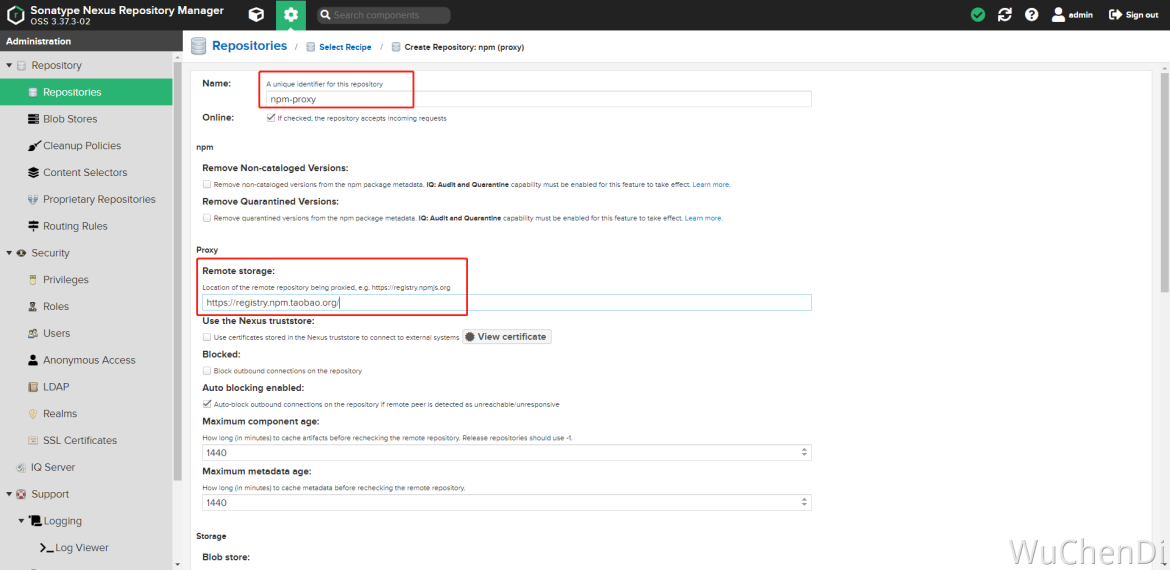 Sonatype Nexus Repository Manager
OSS 3.37.3-02
Search components
admin
Sign out
Administration
Repository
Repositories
Blob Stores
Cleanup Policies
Content Selectors
Proprietary Repositories
Routing Rules
Security
Privileges
Roles
Users
Anonymous Access
LDAP
Realms
SSL Certificates
IQ Server
Support
Logging
Log Viewer
Repositories / Select Recipe / Create Repository: npm (proxy)
Name:
A unique identifier for this repository
npm-proxy
Online:
If checked, the repository accepts incoming requests
npm
Remove Non-cataloged Versions:
Remove non-cataloged versions from the npm package metadata. IQ: Audit and Quarantine capability must be enabled for this feature to take effect. Learn more.
Remove Quarantined Versions:
Remove quarantined versions from the npm package metadata. IQ: Audit and Quarantine capability must be enabled for this feature to take effect. Learn more.
Proxy
Remote storage:
Location of the remote repository being proxied, e.g. https://registry.npmjs.org
https://registry.npm.taobao.org/
Use the Nexus truststore:
Use certificates stored in the Nexus truststore to connect to external systems
View certificate
Blocked:
Block outbound connections on the repository
Auto blocking enabled:
Auto-block outbound connections on the repository if remote peer is detected as unreachable/unresponsive
Maximum component age:
How long (in minutes) to cache artifacts before rechecking the remote repository. Release repositories should use -1.
1440
Maximum metadata age:
How long (in minutes) to cache metadata before rechecking the remote repository.
1440
Storage
Blob store:
WuChenDi